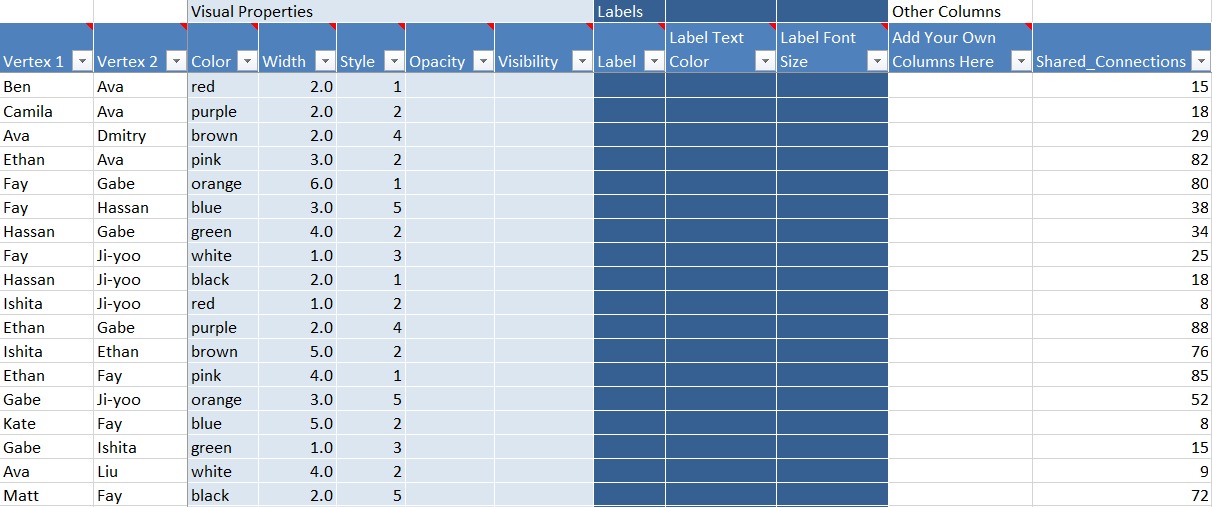 Visual Properties Labels Other Columns
Label Text Label Font Add Your Own
Vertex 1 Vertex 2 Color Width Style Opacity Visibility Label Color Size Columns Here Shared_Connections
Ben Ava red 2.0 1 15
Camila Ava purple 2.0 2 18
Ava Dmitry brown 2.0 4 29
Ethan Ava pink 3.0 2 82
Fay Gabe orange 6.0 1 80
Fay Hassan blue 3.0 5 38
Hassan Gabe green 4.0 2 34
Fay Ji-yoo white 1.0 3 25
Hassan Ji-yoo black 2.0 1 18
Ishita Ji-yoo red 1.0 2 8
Ethan Gabe purple 2.0 4 88
Ishita Ethan brown 5.0 2 76
Ethan Fay pink 4.0 1 85
Gabe Ji-yoo orange 3.0 5 52
Kate Fay blue 5.0 2 8
Gabe Ishita green 1.0 3 15
Ava Liu white 4.0 2 9
Matt Fay black 2.0 5 72